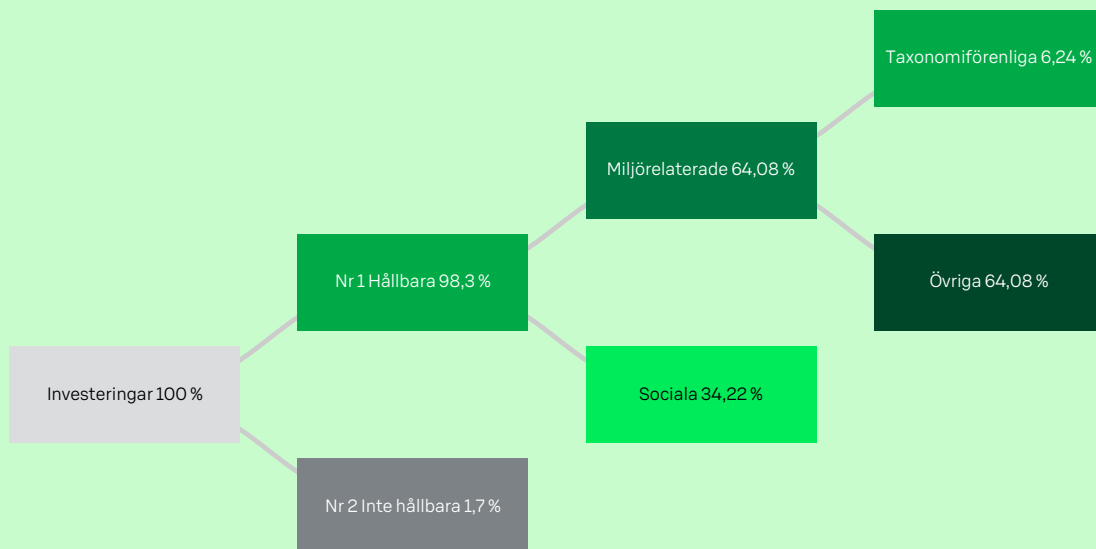 Taxonomiförenliga 6,24 %
Miljörelaterade 64,08 %
Nr 1 Hållbara 98,3 %
Övriga 64,08 %
Investeringar 100 %
Sociala 34,22 %
Nr 2 Inte hållbara 1,7 %